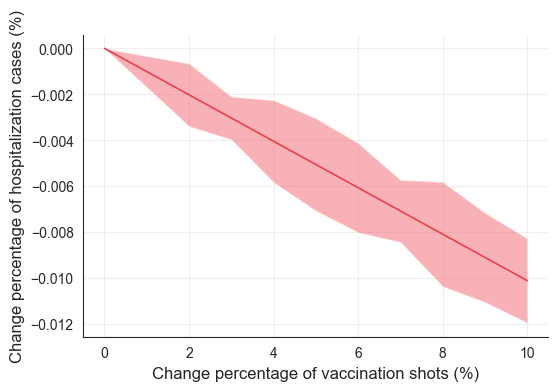 Change percentage of hospitalization cases (%)
0.000
−0.002
−0.004
−0.006
−0.008
−0.010
−0.012
0 2 4 6 8 10
Change percentage of vaccination shots (%)